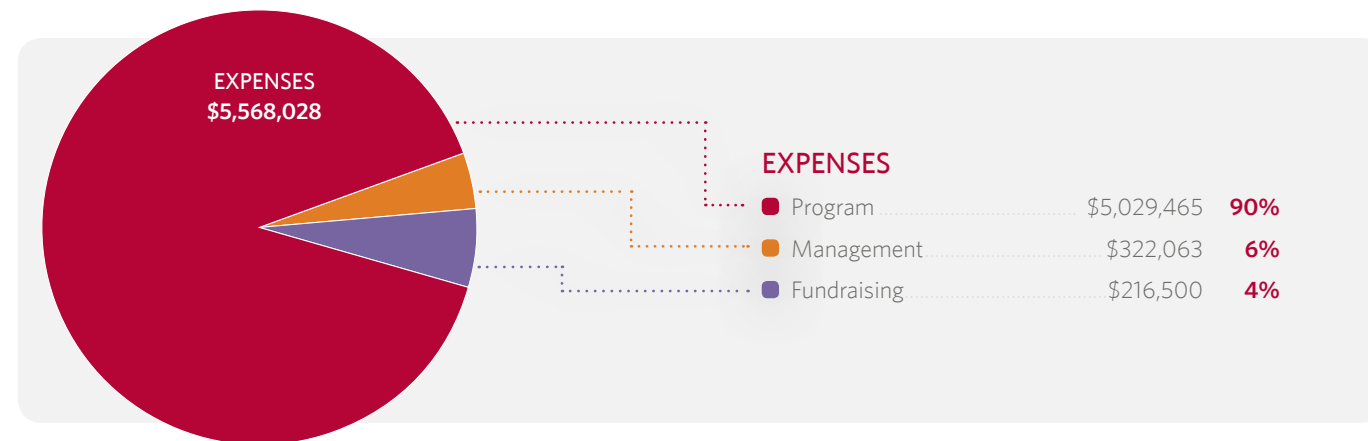 EXPENSES
$5,568,028
EXPENSES
Program $5,029,465 90%
Management $322,063 6%
Fundraising $216,500 4%